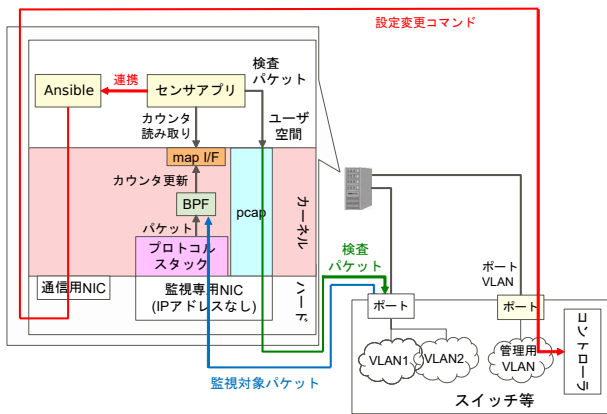 設定変更コマンド
検査
パケット
Ansible
連携
センサアプリ
カウンタ
読み取り
ユーザ
空間
map I/F
カウンタ更新
BPF
pcap
カーネル
パケット
プロトコル
スタック
検査
パケット
ポート
VLAN
通信用NIC
監視専用NIC
(IPアドレスなし)
ハード
ポート
ポート
コントローラ
VLAN1
VLAN2
管理用
VLAN
監視対象パケット
スイッチ等